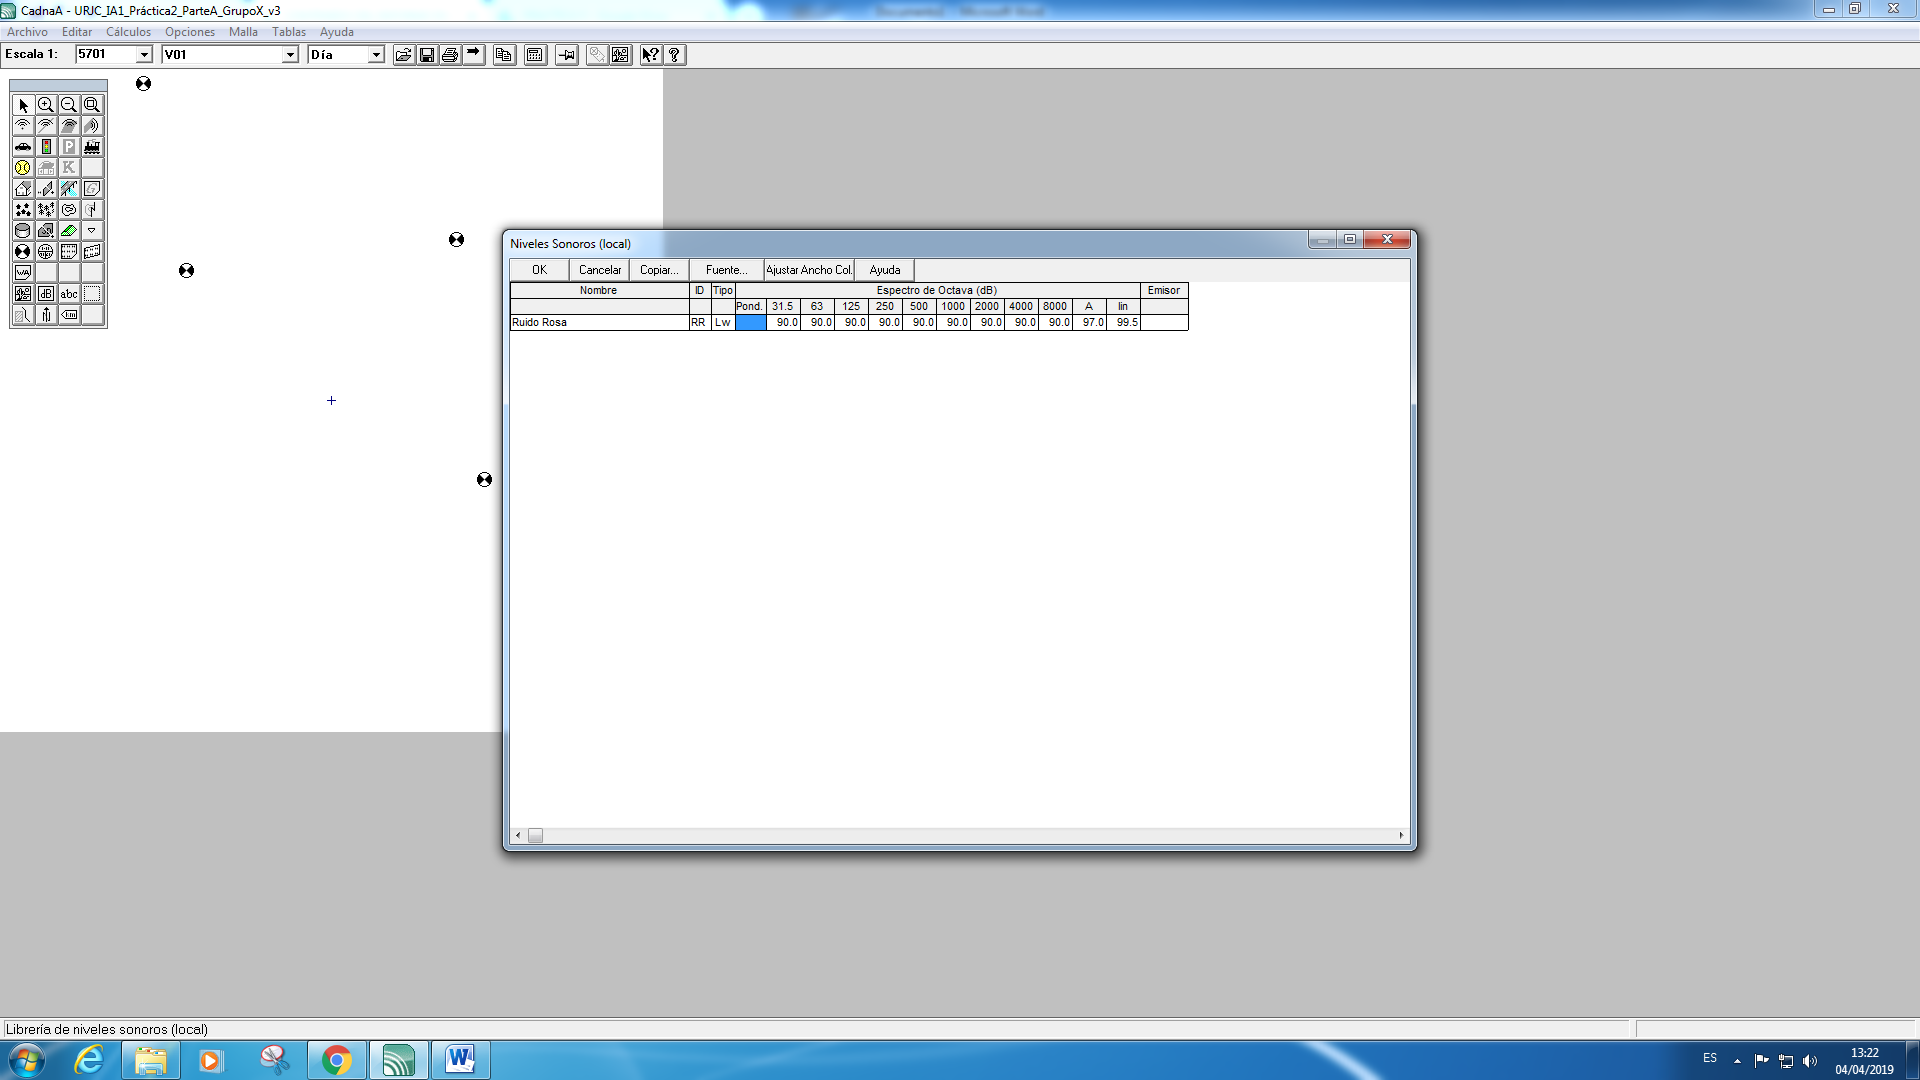 CadnaA - URJC_IA1_Práctica2_ParteA_GrupoX_v3
Archivo Editar Cálculos Opciones Malla Tablas Ayuda
Escala 1: 5701 V01 Día
P
K
WA
dB abc
Niveles Sonoros (local)
OK Cancelar Copiar... Fuente... Ajustar Ancho Col. Ayuda
Nombre ID Tipo Espectro de Octava (dB) Emisor
Pond. 31.5 63 125 250 500 1000 2000 4000 8000 A lin
Ruido Rosa RR Lw 90.0 90.0 90.0 90.0 90.0 90.0 90.0 90.0 90.0 97.0 99.5
Librería de niveles sonoros (local)
ES 13:22
04/04/2019